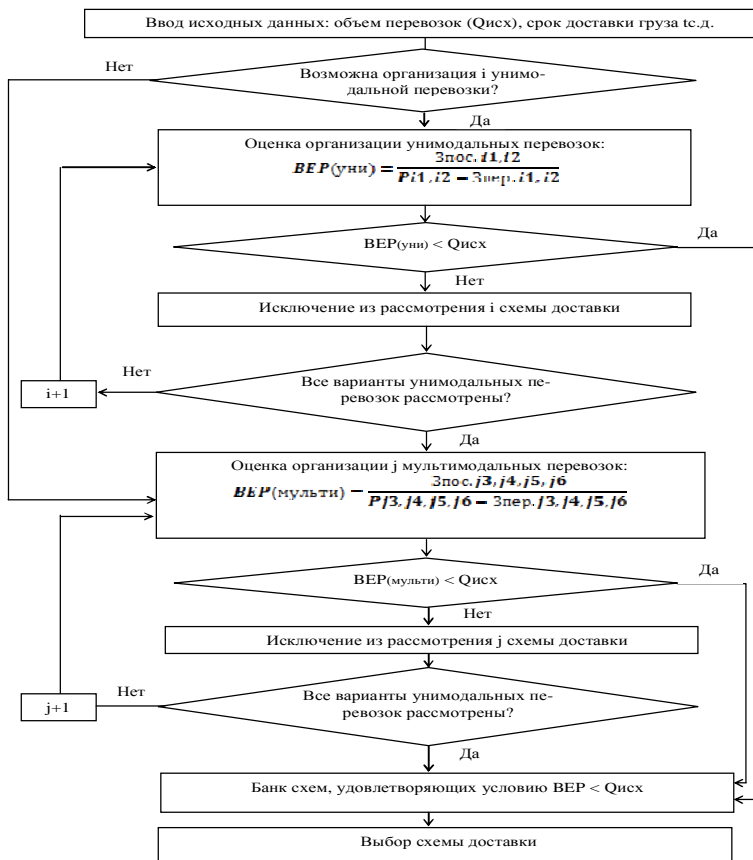 Ввод исходных данных: объем перевозок (Qисх), срок доставки груза tс.д.
Нет
Возможна организация i унимо-
дальной перевозки?
Да
Оценка организации унимодальных перевозок:
BEP(уни) = Зпос. i1, i2 / Pi1, i2 − Зпер. i1, i2
BEP(уни) < Qисх
Да
Нет
Исключение из рассмотрения i схемы доставки
Нет
Все варианты унимодальных пе-
ревозок рассмотрены?
i+1
Да
Оценка организации j мультимодальных перевозок:
BEP(мульти) = Зпос. j3, j4, j5, j6 / Pj3, j4, j5, j6 − Зпер. j3, j4, j5, j6
BEP(мульти) < Qисх
Да
Нет
Исключение из рассмотрения j схемы доставки
Нет
Все варианты унимодальных пе-
ревозок рассмотрены?
j+1
Да
Банк схем, удовлетворяющих условию BEP < Qисх
Выбор схемы доставки